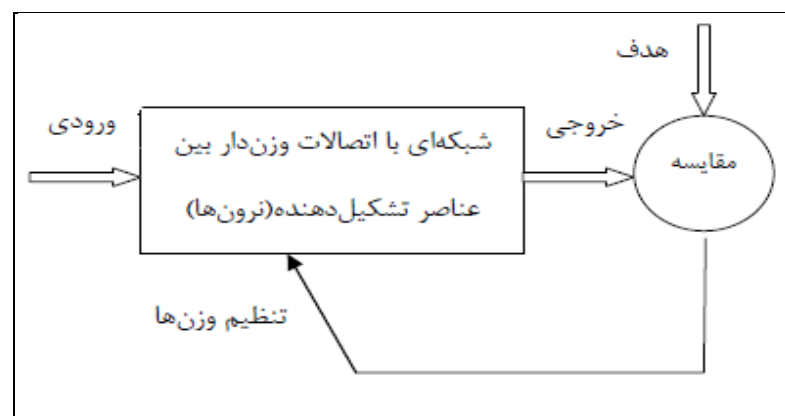 هدف
ورودی
شبکه‌ای با اتصالات وزن‌دار بین
عناصر تشکیل‌دهنده(نرون‌ها)
خروجی
مقایسه
تنظیم وزن‌ها